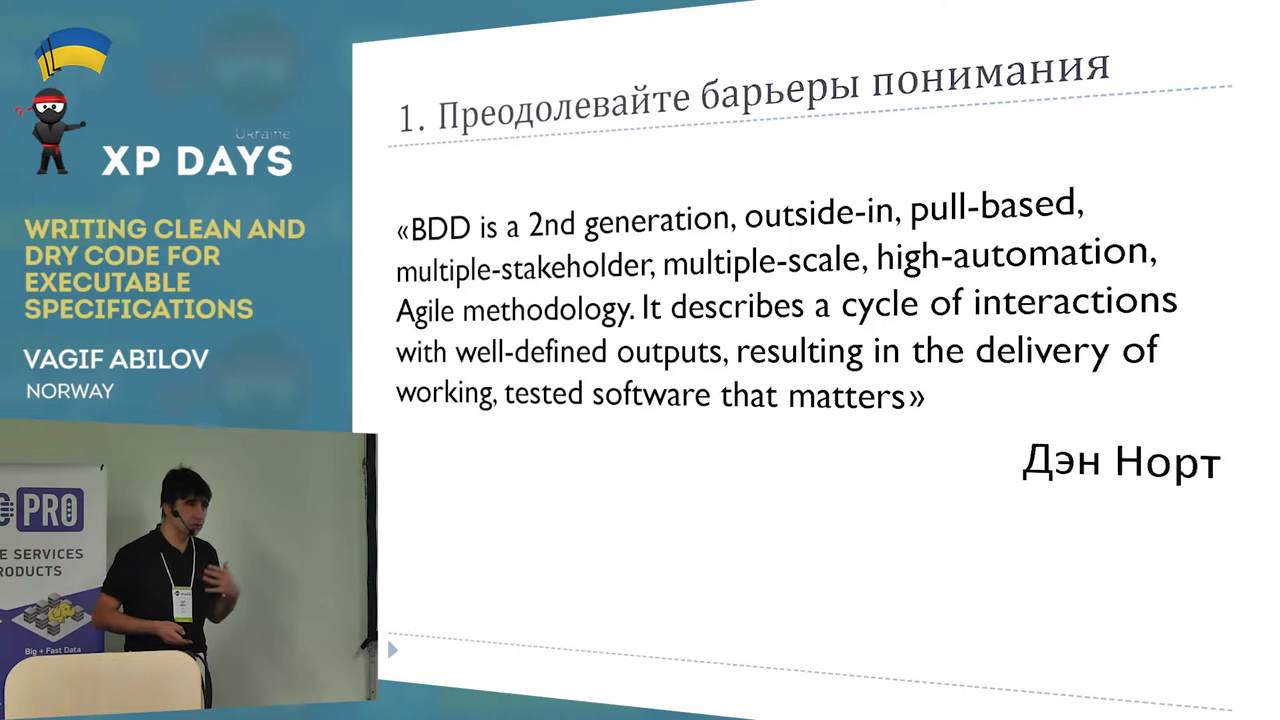 Ukraine
XP DAYS
WRITING CLEAN AND
DRY CODE FOR
EXECUTABLE
SPECIFICATIONS
VAGIF ABILOV
NORWAY
PRO
E SERVICES
RODUCTS
Big + Fast Data
1. Преодолевайте барьеры понимания
«BDD is a 2nd generation, outside-in, pull-based,
multiple-stakeholder, multiple-scale, high-automation,
Agile methodology. It describes a cycle of interactions
with well-defined outputs, resulting in the delivery of
working, tested software that matters»
Дэн Норт